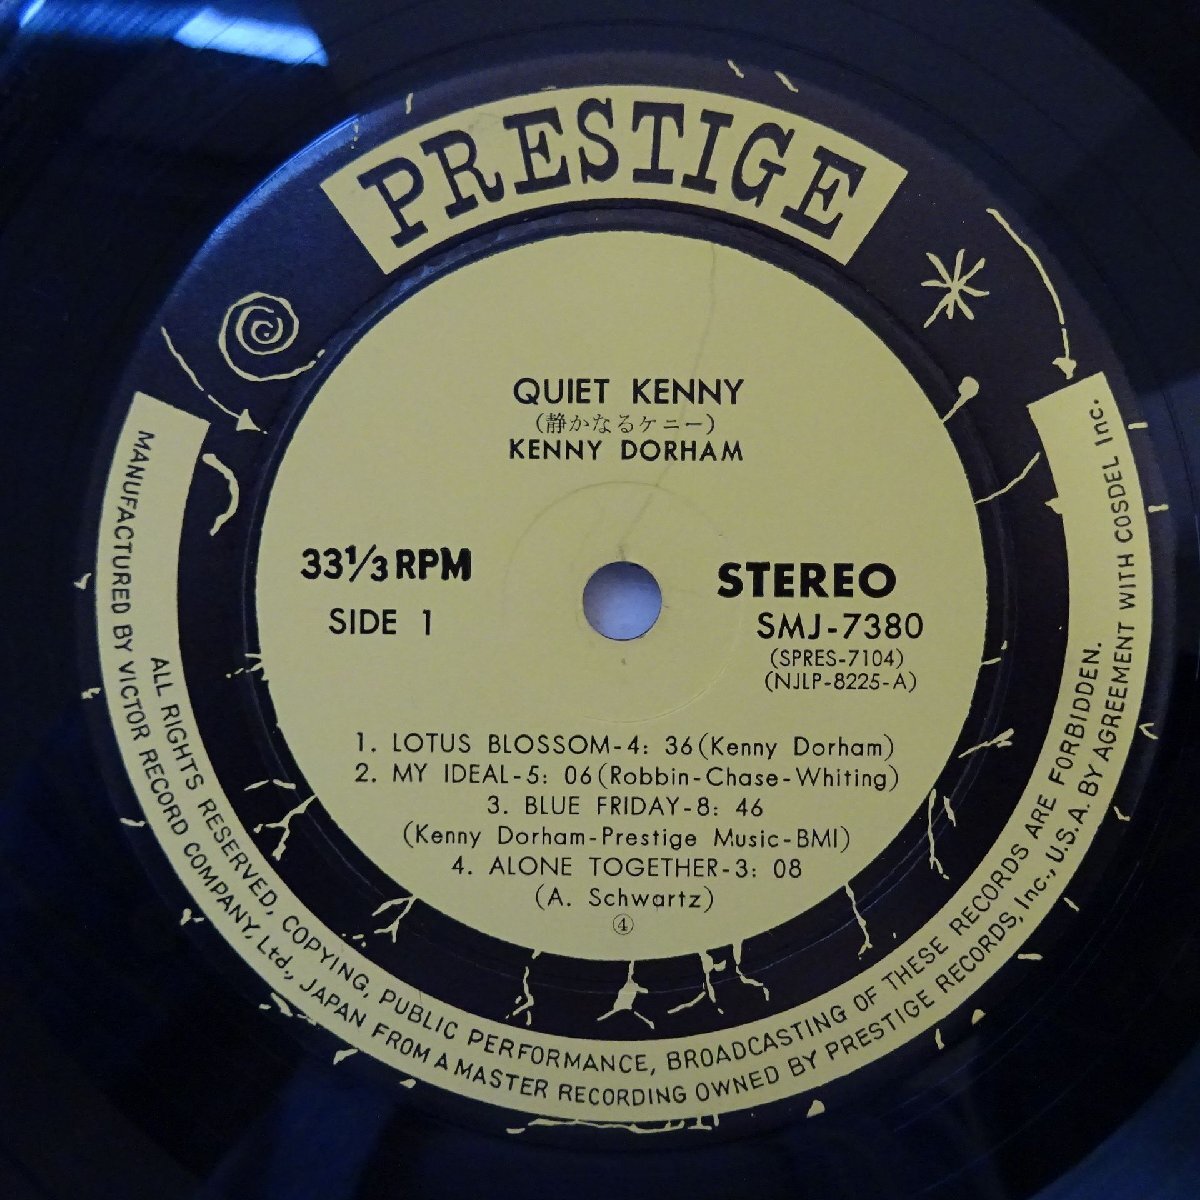 PRESTIGE
QUIET KENNY
(静かなるケニー)
KENNY DORHAM
33⅓ RPM
SIDE 1
STEREO
SMJ-7380
(SPRES-7104)
(NJLP-8225-A)
1. LOTUS BLOSSOM-4: 36(Kenny Dorham)
2. MY IDEAL-5: 06(Robbin-Chase-Whiting)
3. BLUE FRIDAY-8: 46
(Kenny Dorham-Prestige Music-BMI)
4. ALONE TOGETHER-3: 08
(A. Schwartz)
④
ALL RIGHTS RESERVED, COPYING, PUBLIC PERFORMANCE, BROADCASTING OF THESE RECORDS ARE FORBIDDEN.
MANUFACTURED BY VICTOR RECORD COMPANY, Ltd., JAPAN FROM A MASTER RECORDING OWNED BY PRESTIGE RECORDS, Inc., U.S.A. BY AGREEMENT WITH COSDEL Inc.